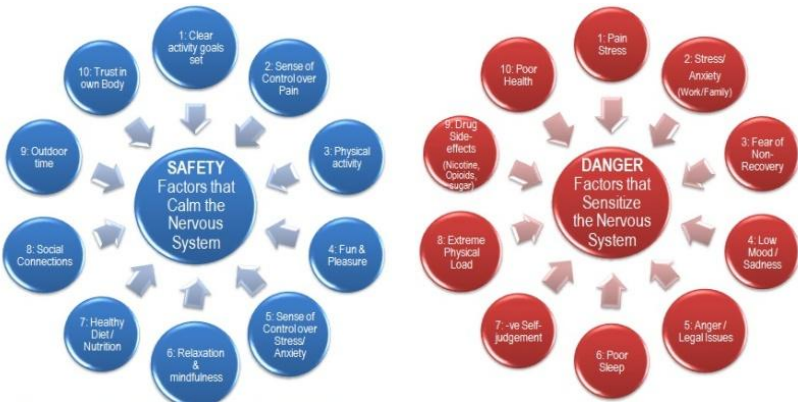 1: Clear
activity goals
set
2: Sense of
Control over
Pain
3: Physical
activity
4: Fun &
Pleasure
5: Sense of
Control over
Stress/
Anxiety
6: Relaxation
&
mindfulness
7: Healthy
Diet /
Nutrition
8: Social
Connections
9: Outdoor
time
10: Trust in
own Body
SAFETY
Factors that
Calm the
Nervous
System
1: Pain
Stress
2: Stress/
Anxiety
(Work/Family)
3: Fear of
Non-
Recovery
4: Low
Mood /
Sadness
5: Anger /
Legal Issues
6: Poor
Sleep
7: -ve Self-
judgement
8: Extreme
Physical
Load
9: Drug
Side-
effects
(Nicotine,
Opioids,
sugar)
10: Poor
Health
DANGER
Factors that
Sensitize
the Nervous
System